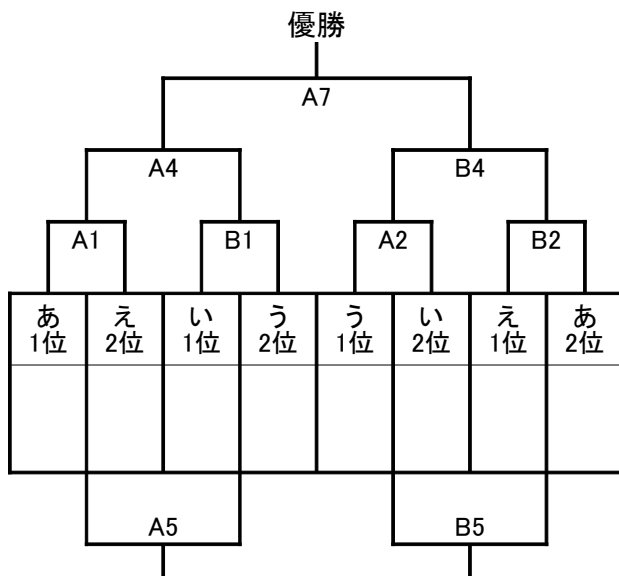 優勝
A7
A4 B4
A1 B1 A2 B2
あ え い う う い え あ
1位 2位 1位 2位 1位 2位 1位 2位
A5 B5